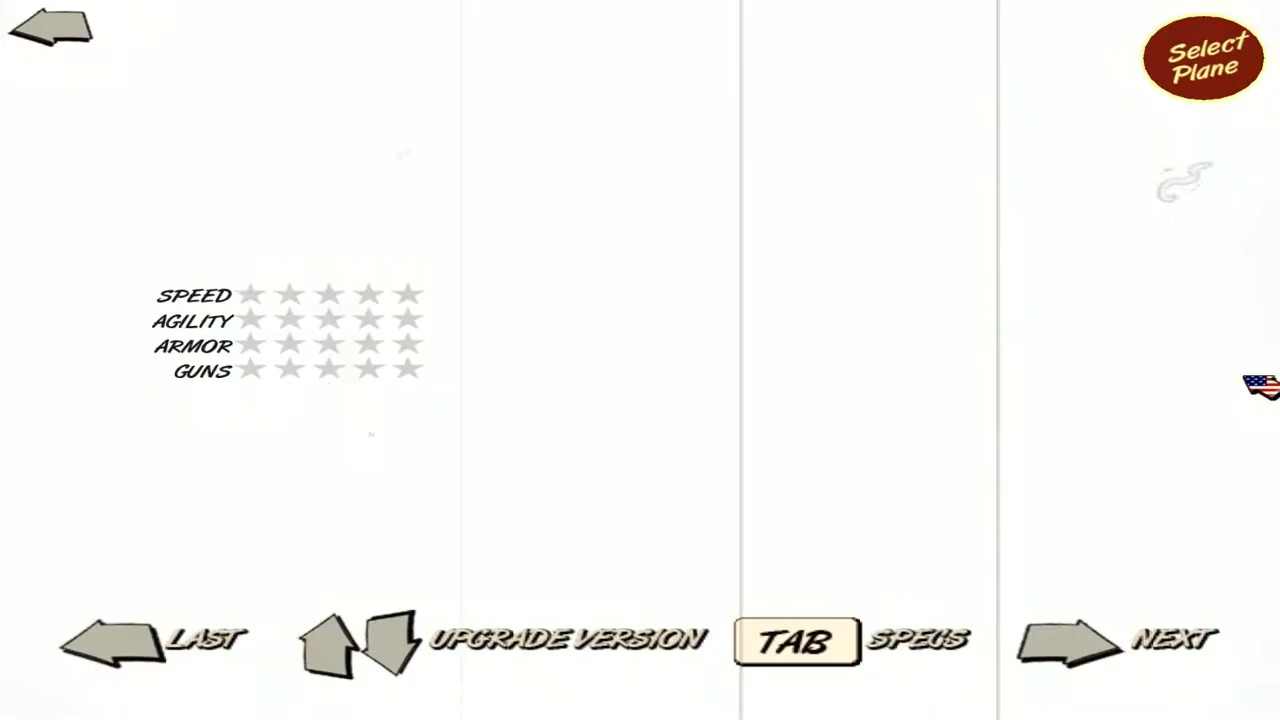 Select
Plane
SPEED
AGILITY
ARMOR
GUNS
LAST
UPGRADE VERSION
TAB
SPECS
NEXT